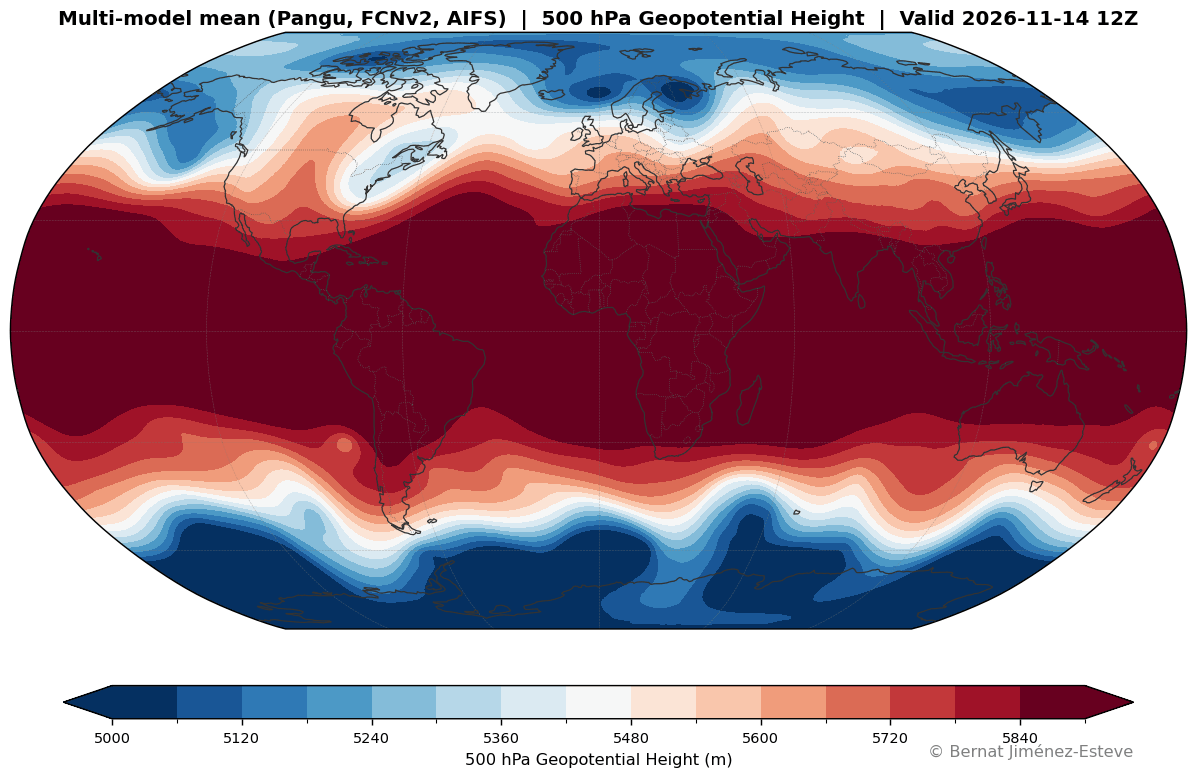 Multi-model mean (Pangu, FCNv2, AIFS)  |  500 hPa Geopotential Height  |  Valid 2026-11-14 12Z
5000 5120 5240 5360 5480 5600 5720 5840
500 hPa Geopotential Height (m)
© Bernat Jiménez-Esteve